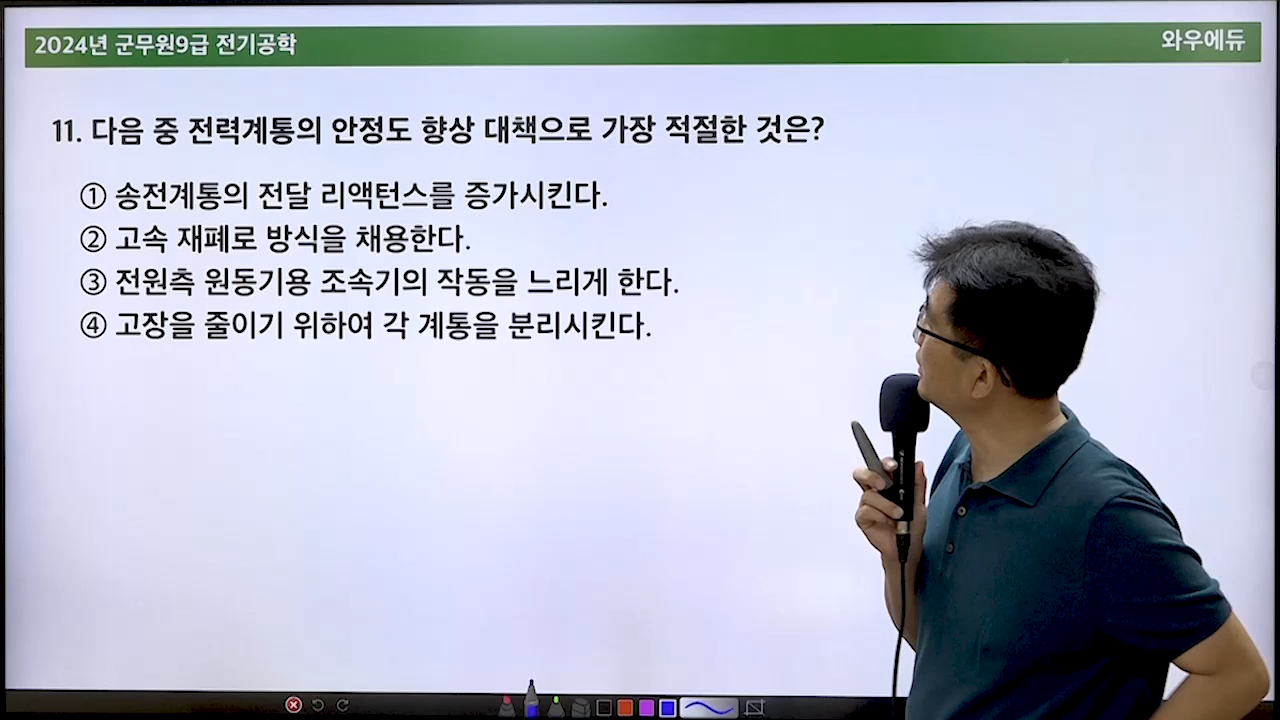 2024년 군무원9급 전기공학
와우에듀
11. 다음 중 전력계통의 안정도 향상 대책으로 가장 적절한 것은?
① 송전계통의 전달 리액턴스를 증가시킨다.
② 고속 재폐로 방식을 채용한다.
③ 전원측 원동기용 조속기의 작동을 느리게 한다.
④ 고장을 줄이기 위하여 각 계통을 분리시킨다.